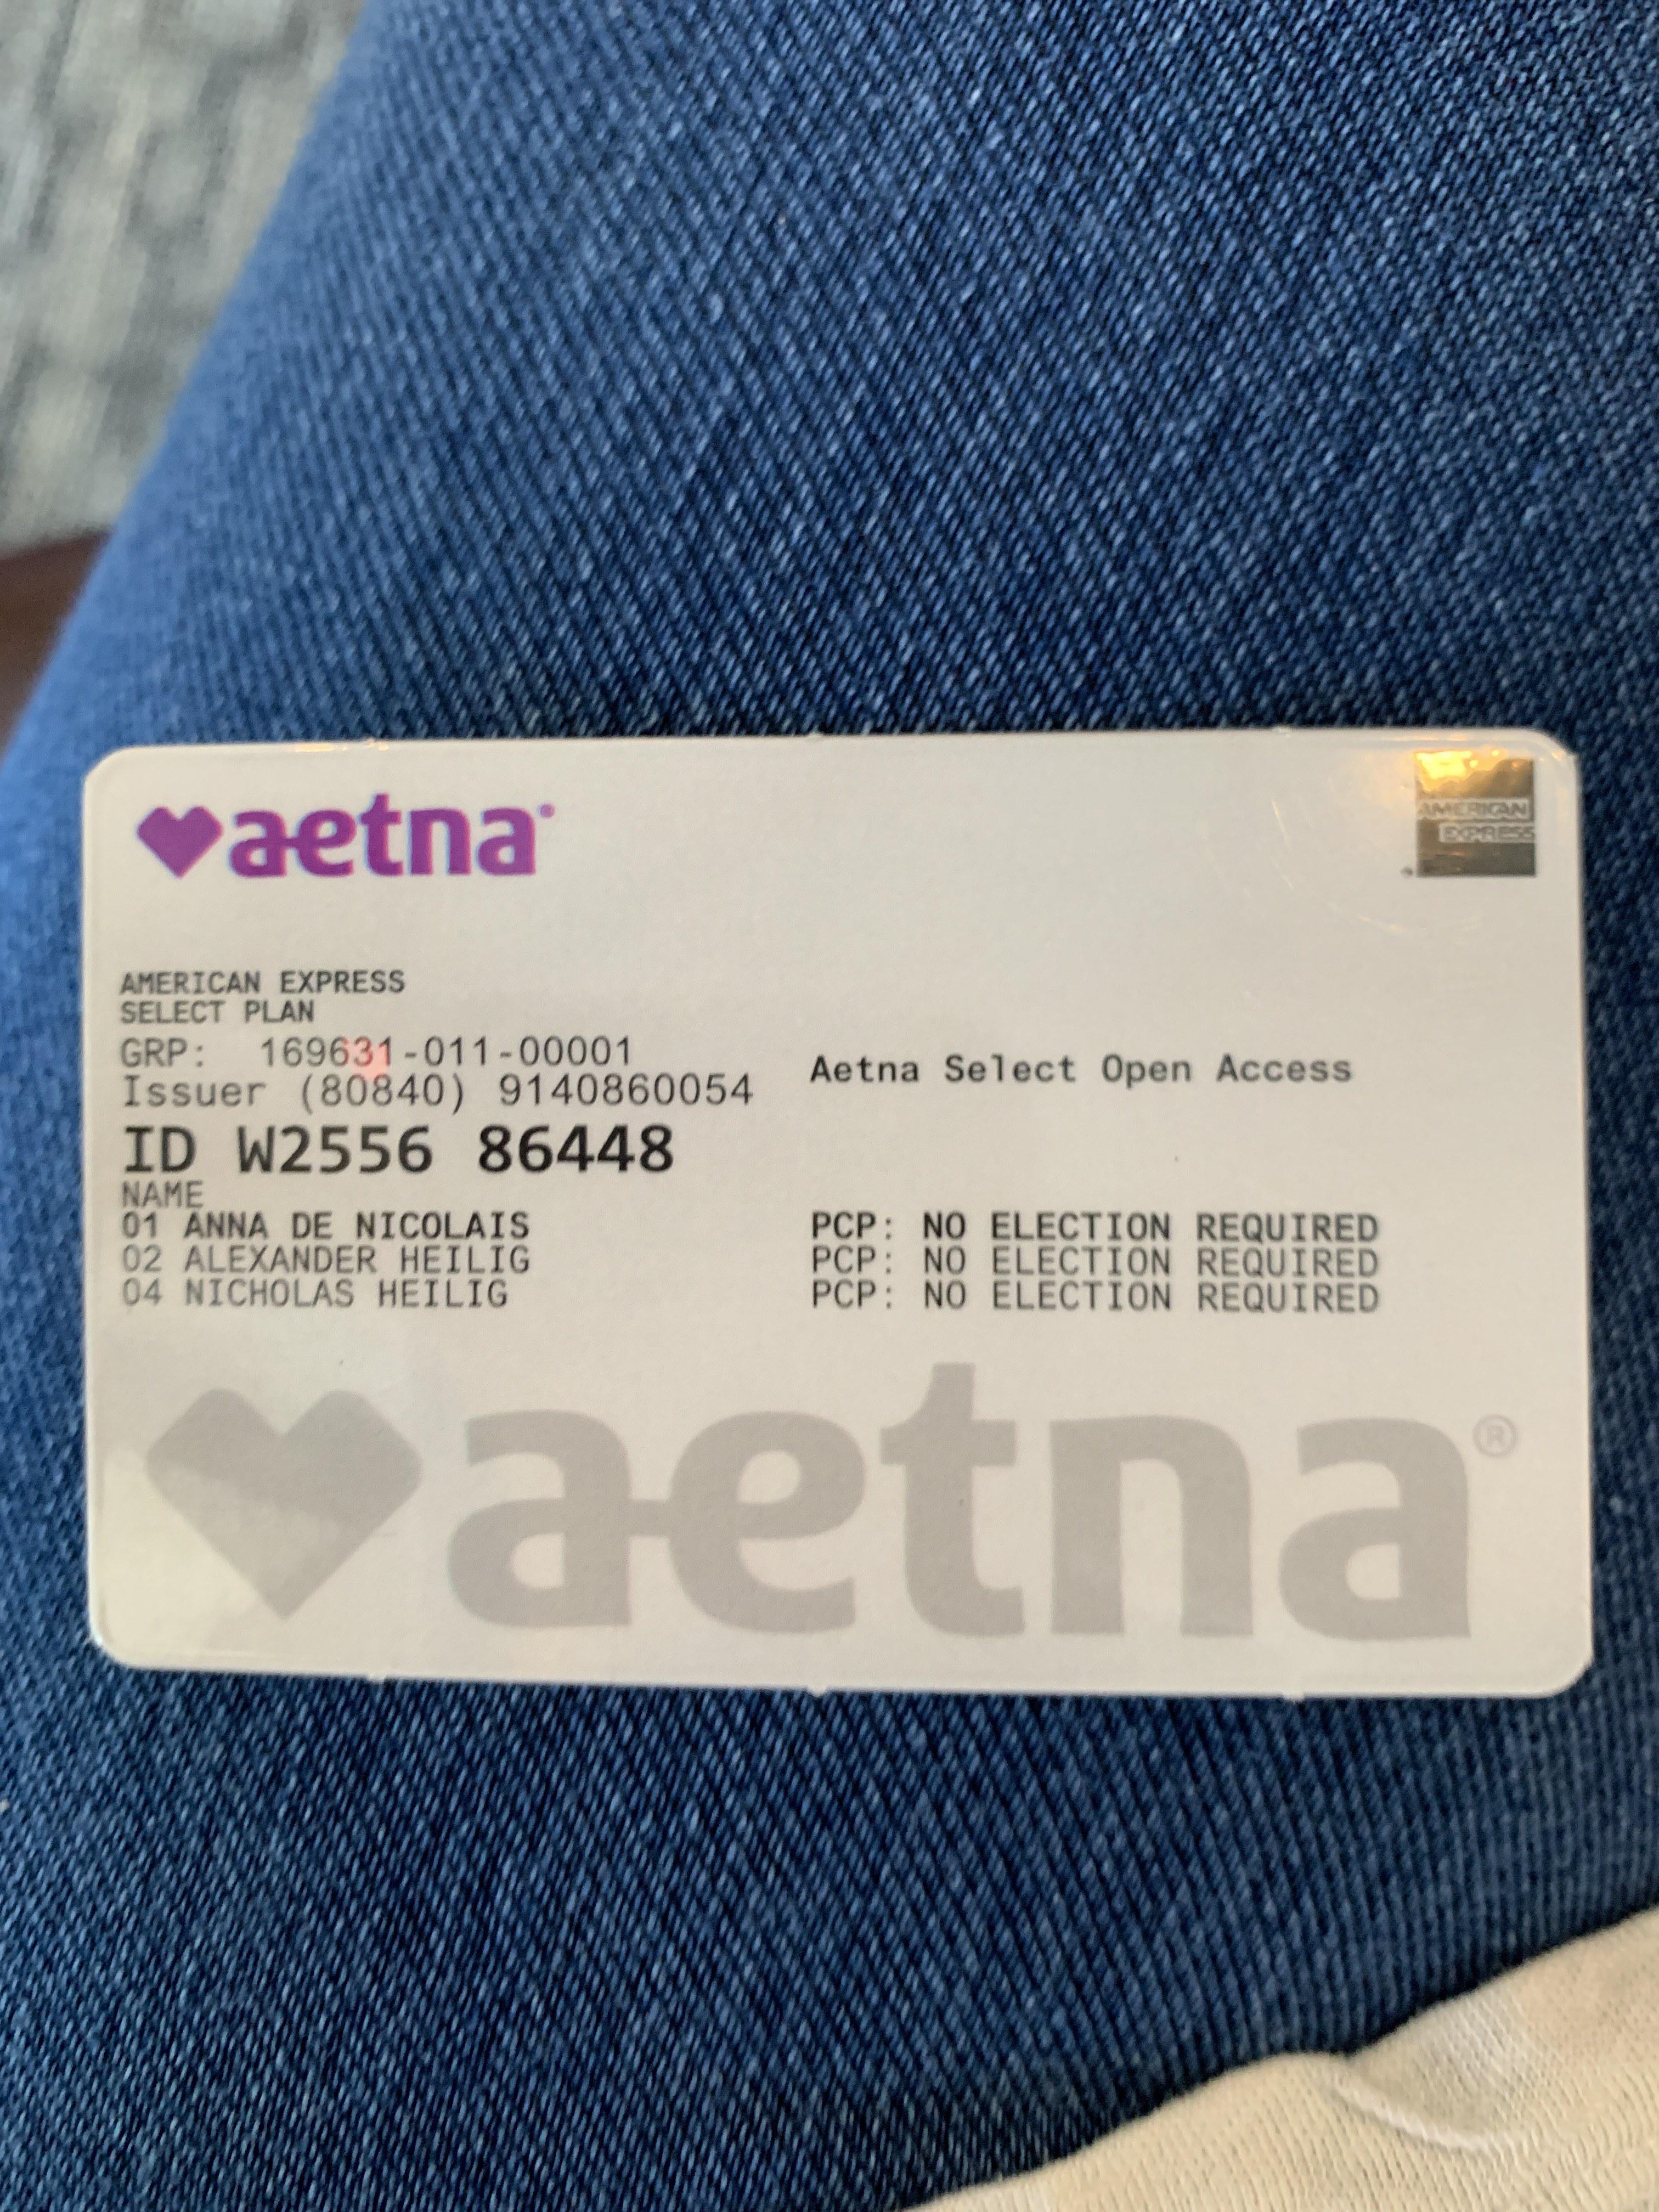 aetna
AMERICAN
EXPRESS
AMERICAN EXPRESS
SELECT PLAN
GRP: 169631-011-00001
Issuer (80840) 9140860054
Aetna Select Open Access
ID W2556 86448
NAME
01 ANNA DE NICOLAIS PCP: NO ELECTION REQUIRED
02 ALEXANDER HEILIG PCP: NO ELECTION REQUIRED
04 NICHOLAS HEILIG PCP: NO ELECTION REQUIRED
aetna®